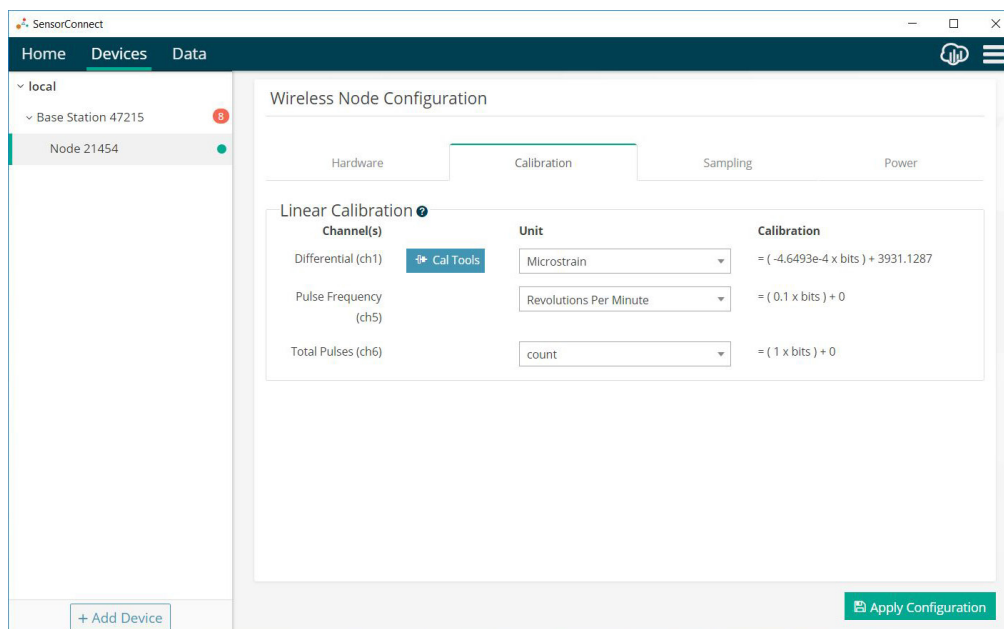 SensorConnect
Home Devices Data
local
Base Station 47215 8
Node 21454
Wireless Node Configuration
Hardware Calibration Sampling Power
Linear Calibration ?
Channel(s) Unit Calibration
Differential (ch1) Cal Tools Microstrain = ( -4.6493e-4 x bits ) + 3931.1287
Pulse Frequency Revolutions Per Minute = ( 0.1 x bits ) + 0
(ch5)
Total Pulses (ch6) count = ( 1 x bits ) + 0
+ Add Device
Apply Configuration